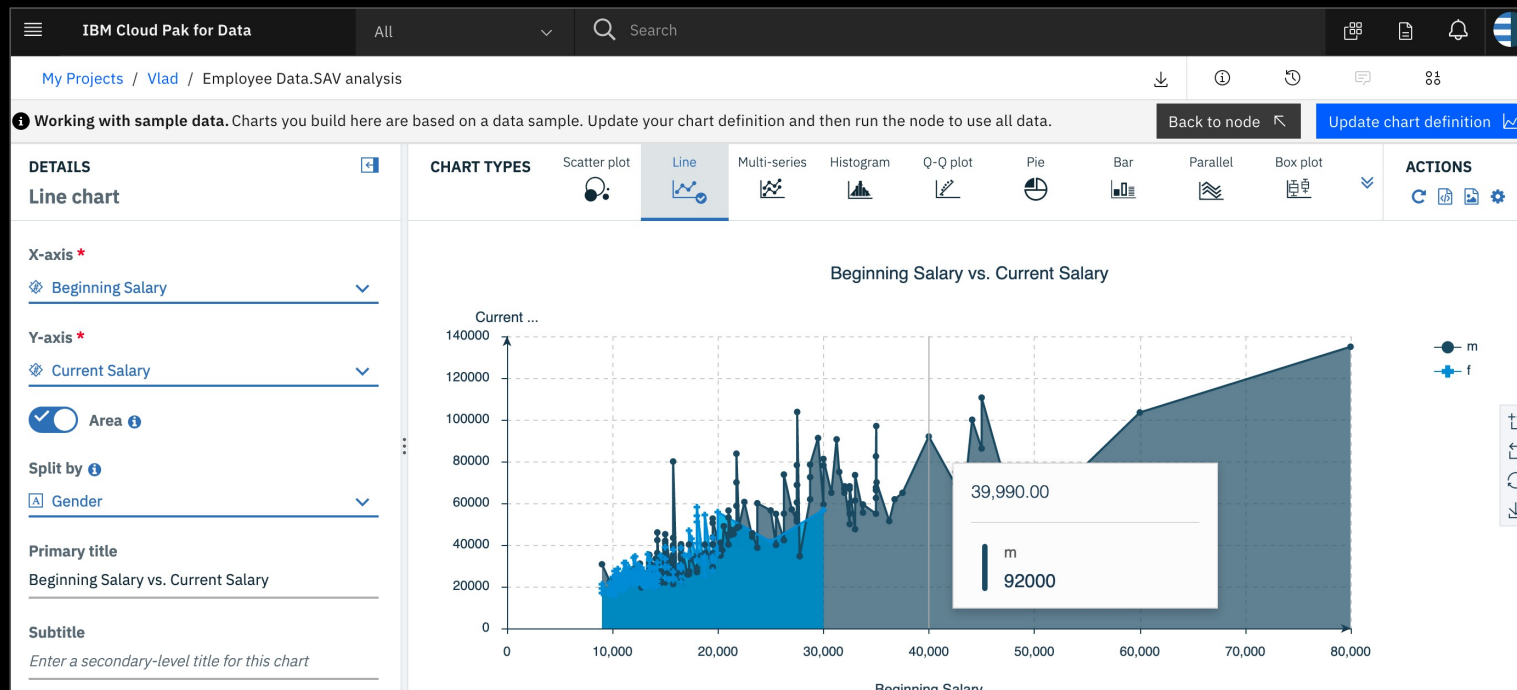 IBM Cloud Pak for Data
All
Search
My Projects / Vlad / Employee Data.SAV analysis
Working with sample data. Charts you build here are based on a data sample. Update your chart definition and then run the node to use all data.
Back to node
Update chart definition
DETAILS
Line chart
X-axis *
Beginning Salary
Y-axis *
Current Salary
Area
Split by
Gender
Primary title
Beginning Salary vs. Current Salary
Subtitle
Enter a secondary-level title for this chart
CHART TYPES
Scatter plot
Line
Multi-series
Histogram
Q-Q plot
Pie
Bar
Parallel
Box plot
ACTIONS
Beginning Salary vs. Current Salary
Current ...
140000
120000
100000
80000
60000
40000
20000
0
0
10,000
20,000
30,000
40,000
50,000
60,000
70,000
80,000
Beginning Salary
m
f
39,990.00
m
92000